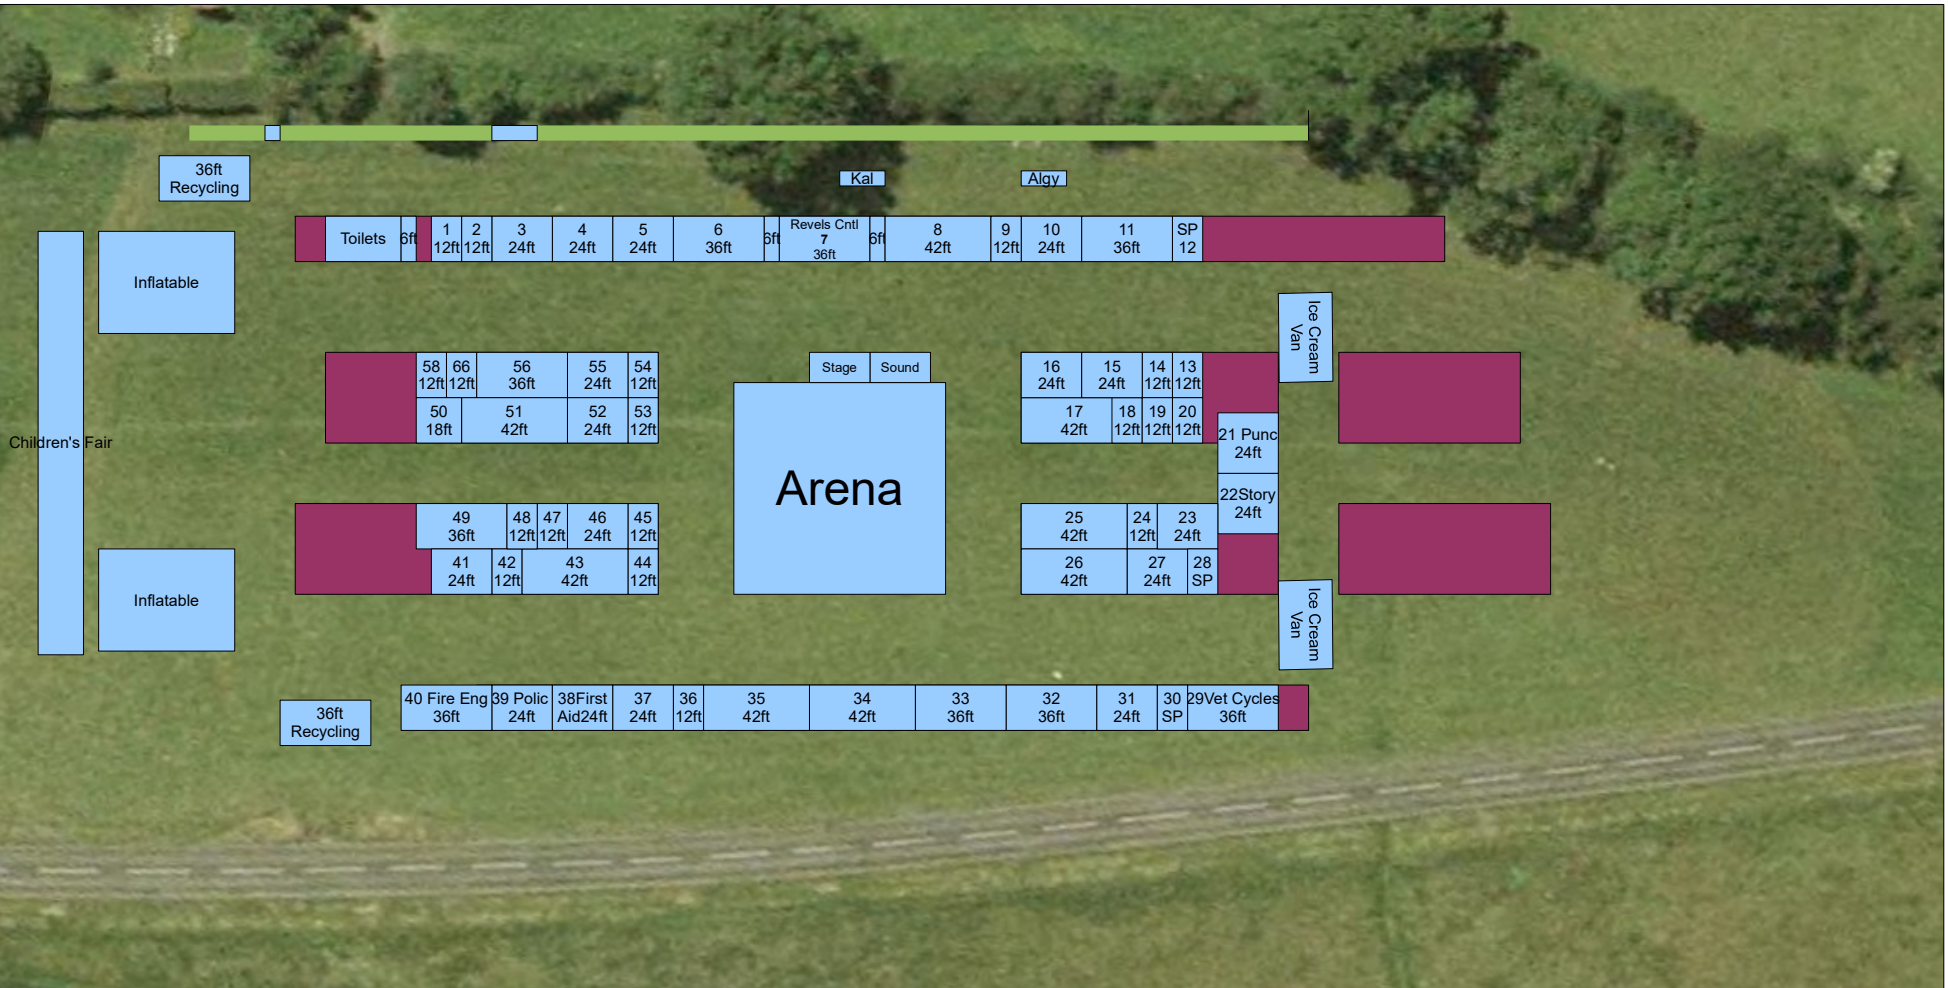 36ft
Recycling
Kal
Algy
Toilets
6ft
1
12ft
2
12ft
3
24ft
4
24ft
5
24ft
6
36ft
6ft
Revels Cntl
7
36ft
6ft
8
42ft
9
12ft
10
24ft
11
36ft
SP
12
Inflatable
Ice Cream
Van
58
12ft
66
12ft
56
36ft
55
24ft
54
12ft
Stage
Sound
16
24ft
15
24ft
14
12ft
13
12ft
50
18ft
51
42ft
52
24ft
53
12ft
17
42ft
18
12ft
19
12ft
20
12ft
21 Punc
24ft
Children's Fair
Arena
22Story
24ft
49
36ft
48
12ft
47
12ft
46
24ft
45
12ft
25
42ft
24
12ft
23
24ft
41
24ft
42
12ft
43
42ft
44
12ft
26
42ft
27
24ft
28
SP
Inflatable
Ice Cream
Van
36ft
Recycling
40 Fire Eng
36ft
39 Polic
24ft
38First
Aid24ft
37
24ft
36
12ft
35
42ft
34
42ft
33
36ft
32
36ft
31
24ft
30
SP
29Vet Cycles
36ft